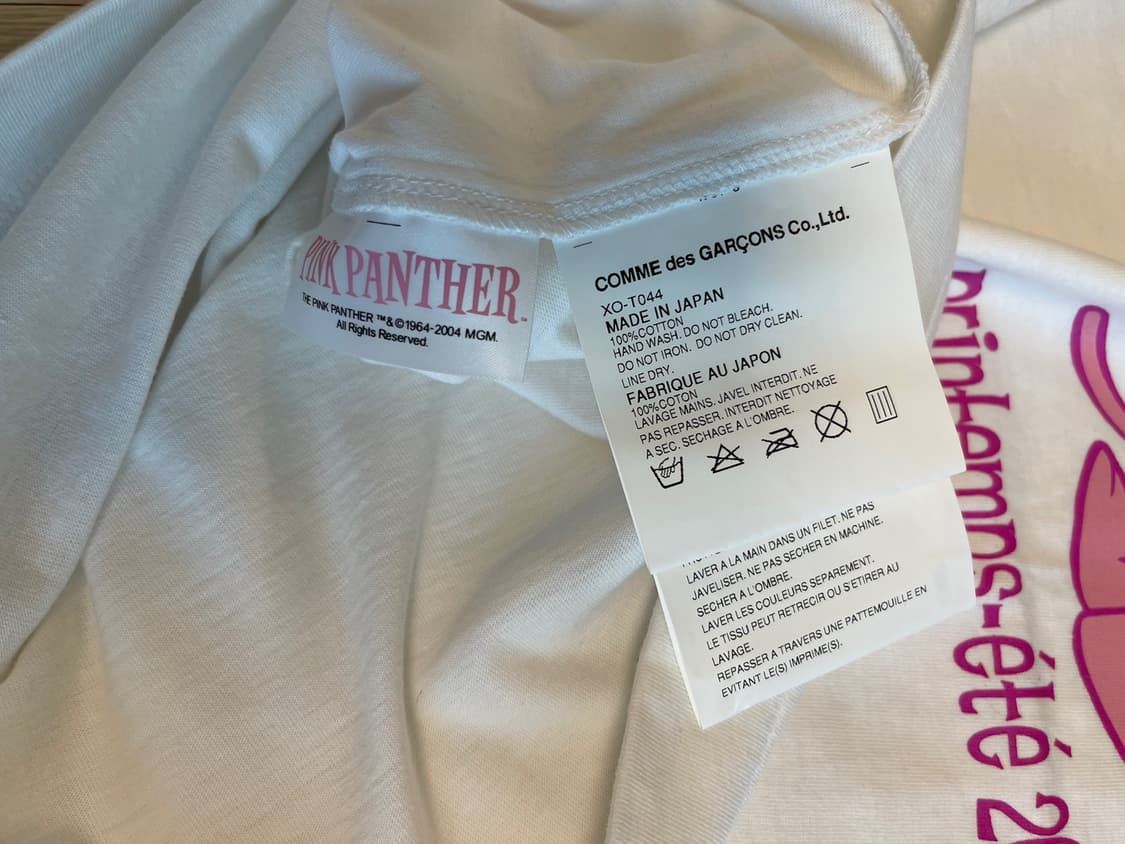 PINK PANTHER™
THE PINK PANTHER ™&©1964-2004 MGM.
All Rights Reserved.
COMME des GARÇONS Co.,Ltd.
XO-T044
MADE IN JAPAN
100%COTTON
HAND WASH. DO NOT BLEACH.
DO NOT IRON. DO NOT DRY CLEAN.
LINE DRY.
FABRIQUE AU JAPON
100%COTON
LAVAGE MAINS. JAVEL INTERDIT. NE
PAS REPASSER. INTERDIT NETTOYAGE
A SEC. SECHAGE A L'OMBRE.
LAVER A LA MAIN DANS UN FILET. NE PAS
JAVELISER. NE PAS SECHER EN MACHINE.
SECHER A L'OMBRE.
LAVER LES COULEURS SEPAREMENT.
LE TISSU PEUT RETRECIR OU S'ETIRER AU
LAVAGE.
REPASSER A TRAVERS UNE PATTEMOUILLE EN
EVITANT LE(S) IMPRIME(S).
printemps-été 2